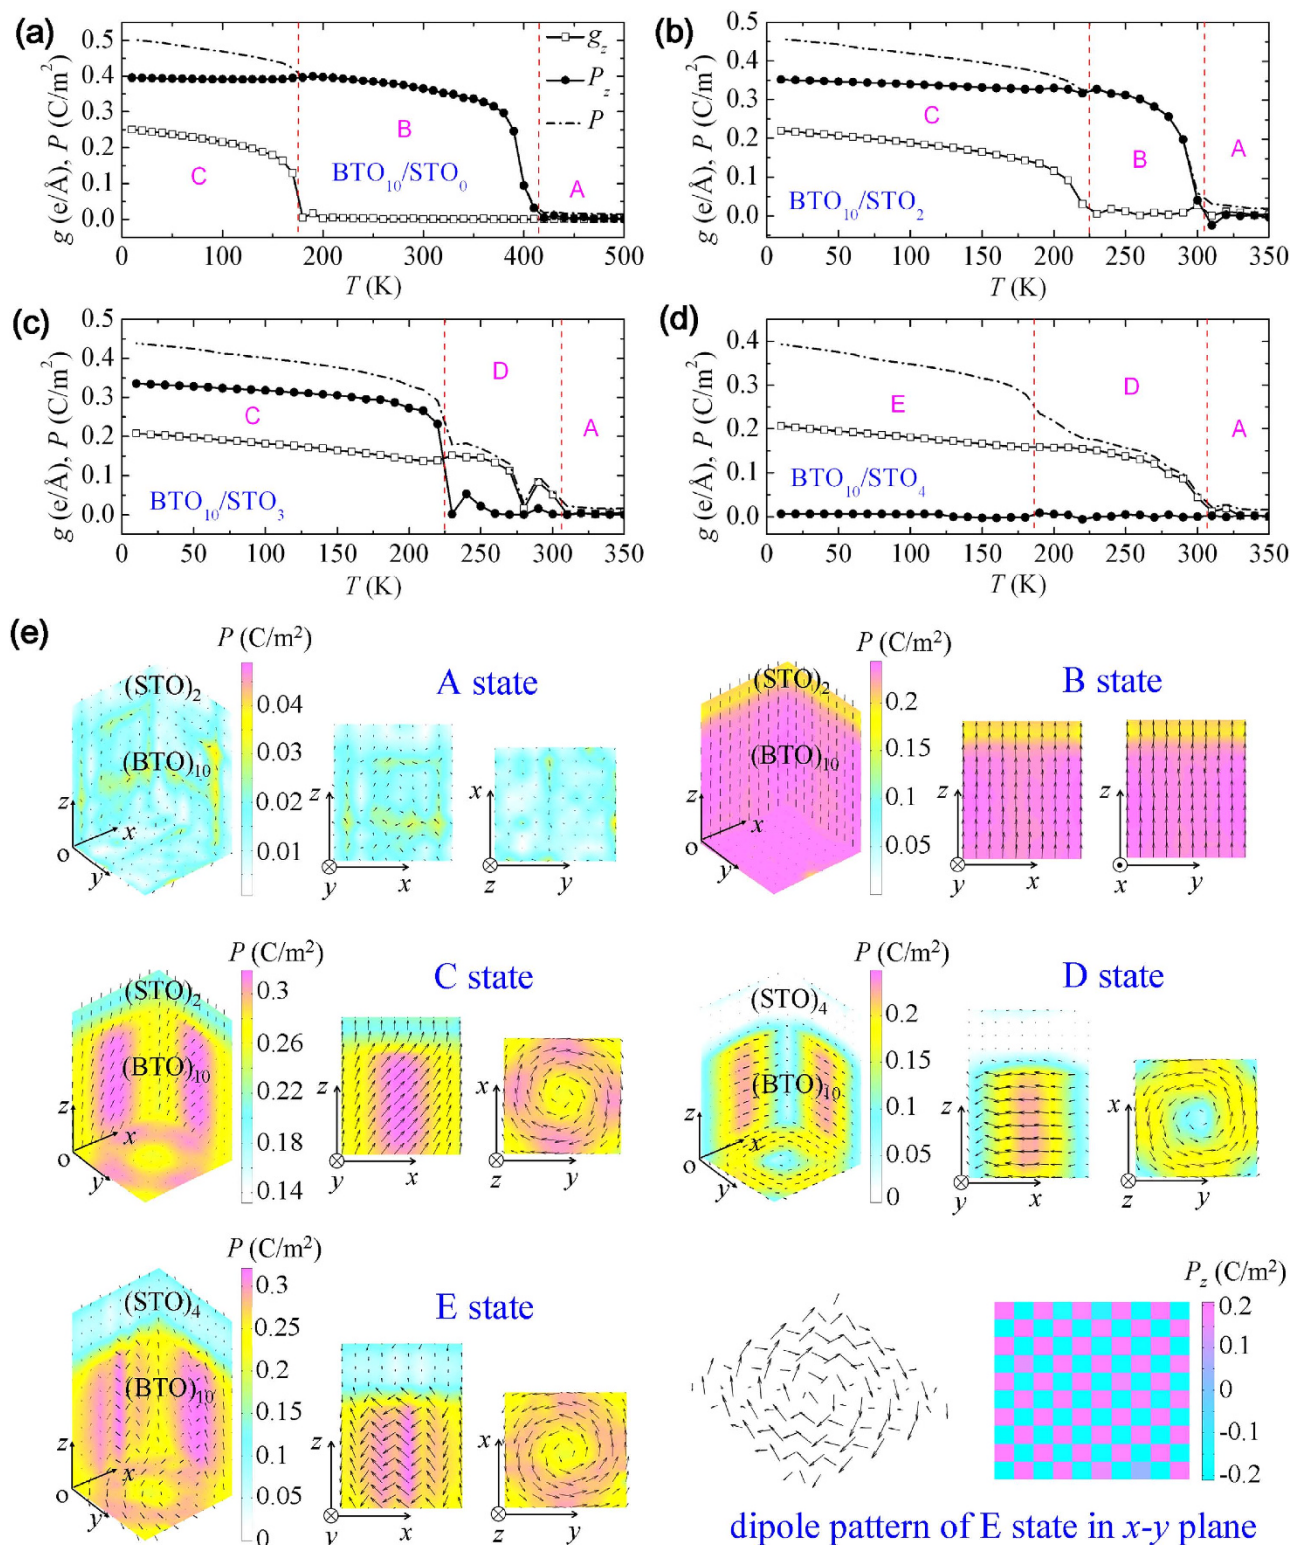 (a)
g (e/Å), P (C/m²)
0.5
0.4
0.3
0.2
0.1
0.0
g_z
P_z
P
C
B
A
BTO₁₀/STO₀
0 100 200 300 400 500
T (K)
(b)
g (e/Å), P (C/m²)
0.4
0.3
0.2
0.1
0.0
C
B
A
BTO₁₀/STO₂
0 50 100 150 200 250 300 350
T (K)
(c)
g (e/Å), P (C/m²)
0.5
0.4
0.3
0.2
0.1
0.0
C
D
A
BTO₁₀/STO₃
0 50 100 150 200 250 300 350
T (K)
(d)
g (e/Å), P (C/m²)
0.4
0.3
0.2
0.1
0.0
E
D
A
BTO₁₀/STO₄
0 50 100 150 200 250 300 350
T (K)
(e)
P (C/m²)
(STO)₂
(BTO)₁₀
z
x
o
y
0.04
0.03
0.02
0.01
A state
z
y
x
x
z
y
P (C/m²)
(STO)₂
(BTO)₁₀
z
x
o
y
0.2
0.15
0.1
0.05
B state
z
y
x
z
x
y
P (C/m²)
(STO)₂
(BTO)₁₀
z
x
o
y
0.3
0.28
0.26
0.24
0.22
0.2
0.18
0.16
0.14
C state
z
y
x
x
z
y
P (C/m²)
(STO)₄
(BTO)₁₀
z
x
o
y
0.2
0.15
0.1
0.05
0
D state
z
y
x
x
z
y
P (C/m²)
(STO)₄
(BTO)₁₀
z
x
o
y
0.3
0.25
0.2
0.15
0.1
0.05
0
E state
z
y
x
x
z
y
P_z (C/m²)
0.2
0.1
0
-0.1
-0.2
dipole pattern of E state in x-y plane